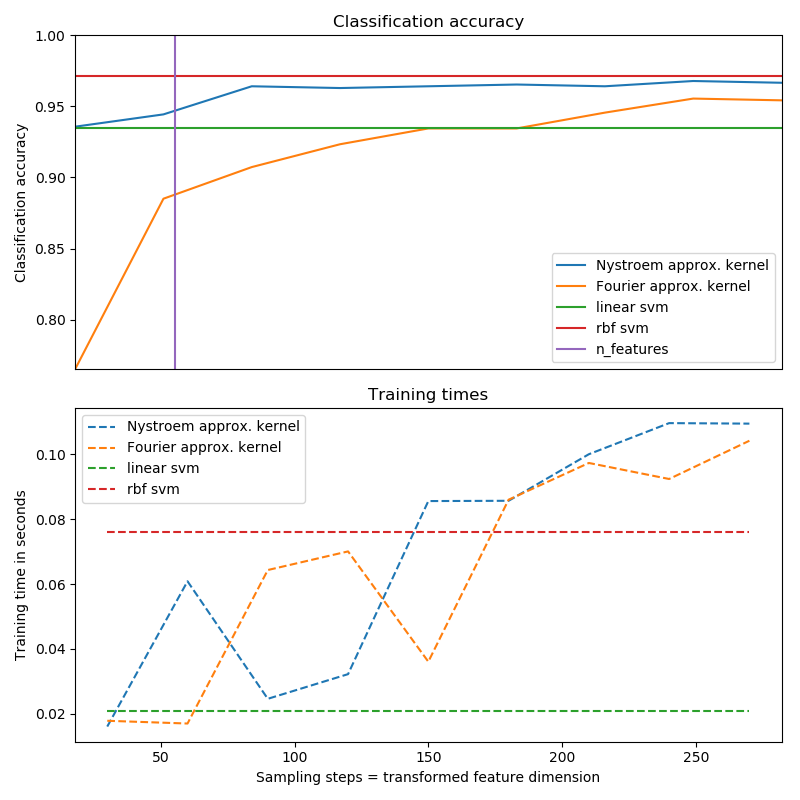 Classification accuracy
1.00
0.95
0.90
0.85
0.80
Classification accuracy
Nystroem approx. kernel
Fourier approx. kernel
linear svm
rbf svm
n_features
Training times
0.10
0.08
0.06
0.04
0.02
Training time in seconds
Nystroem approx. kernel
Fourier approx. kernel
linear svm
rbf svm
50 100 150 200 250
Sampling steps = transformed feature dimension